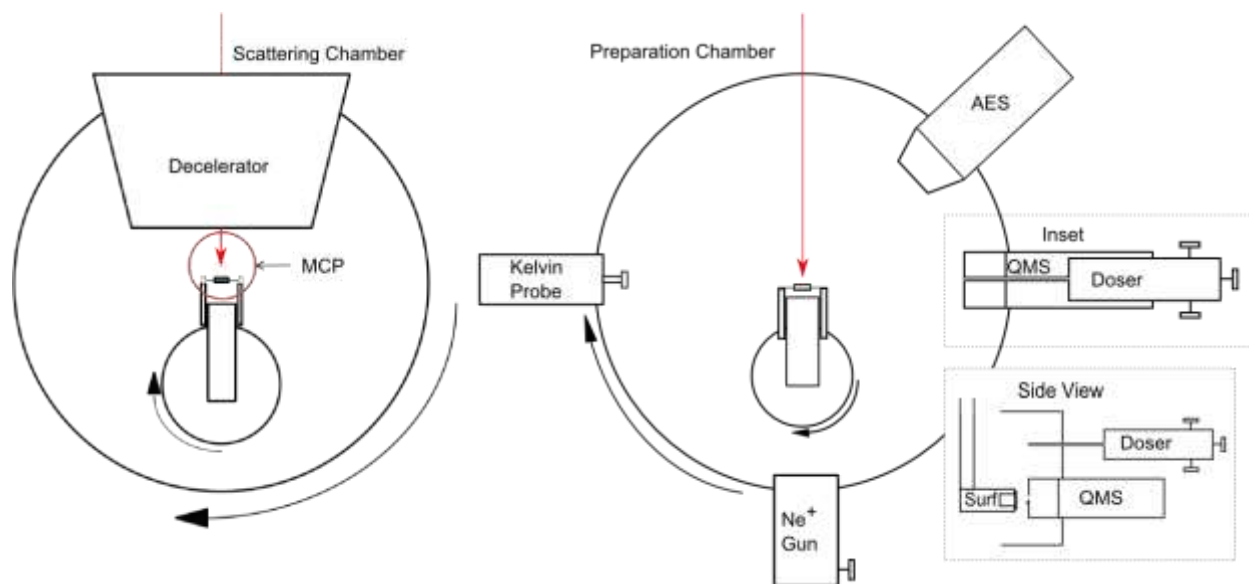 Scattering Chamber
Decelerator
MCP
Preparation Chamber
AES
Kelvin
Probe
Ne+
Gun
Inset
QMS
Doser
Side View
Doser
Surf
QMS